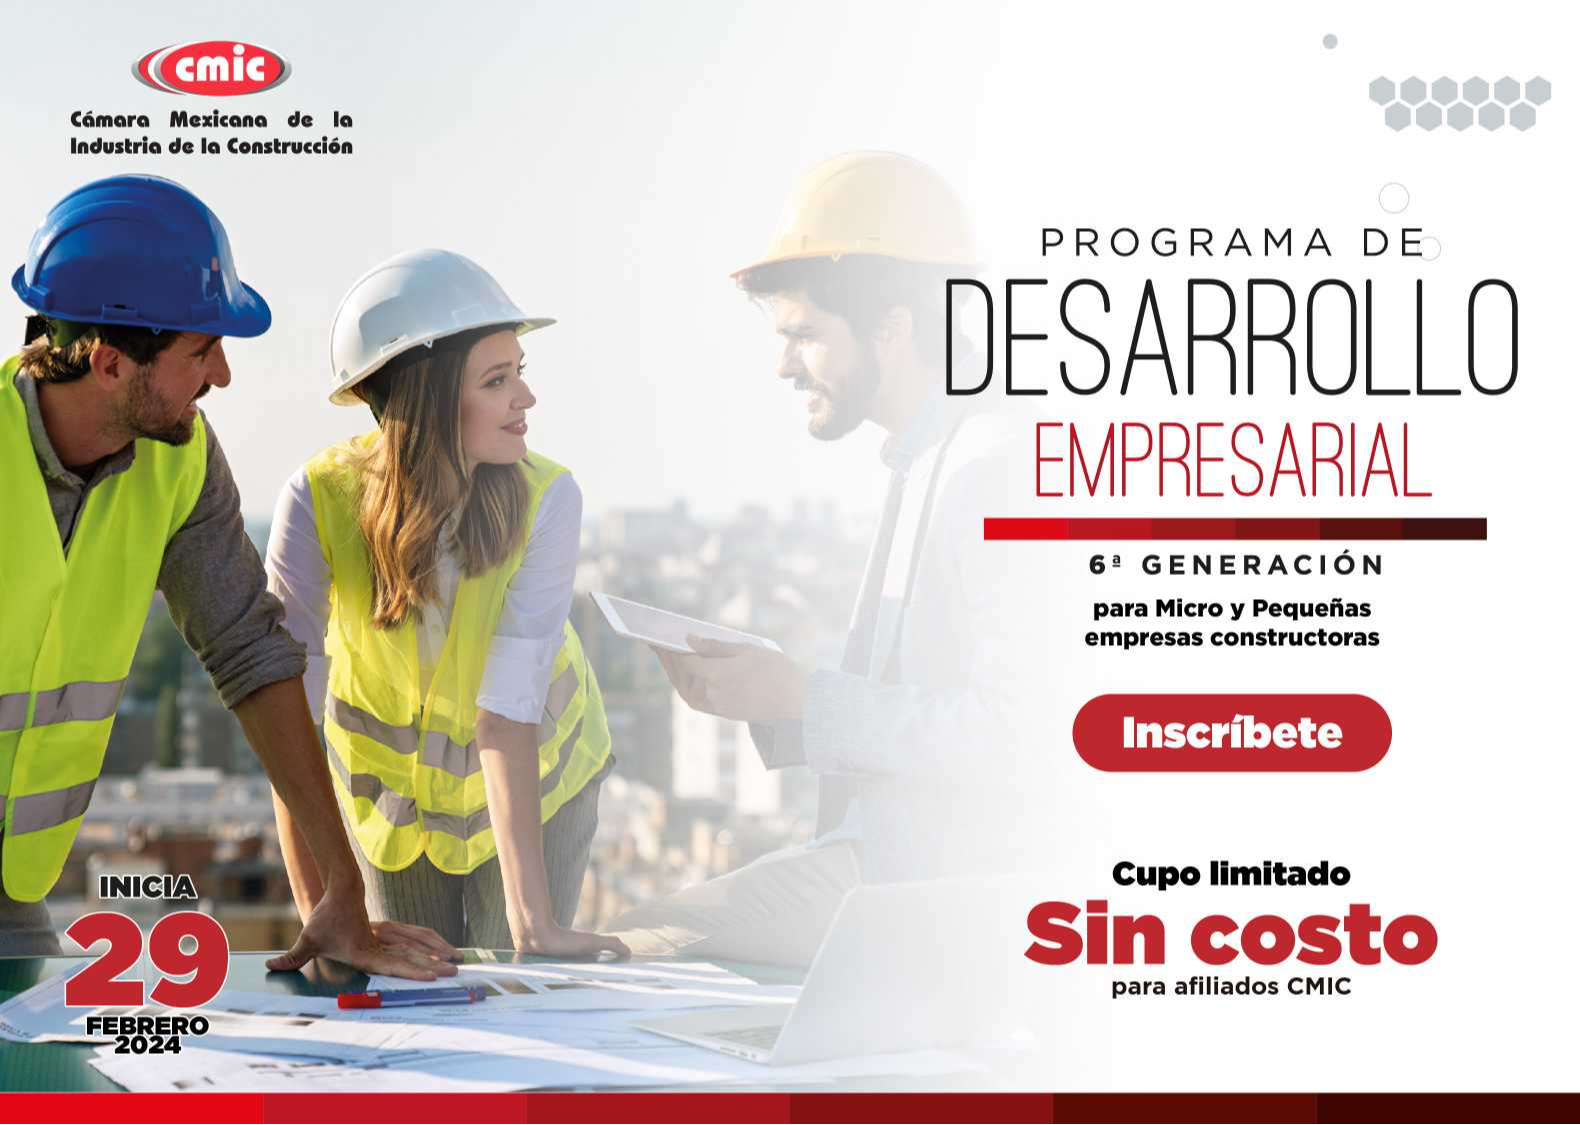 cmic
Cámara Mexicana de la
Industria de la Construcción
PROGRAMA DE
DESARROLLO
EMPRESARIAL
6ª GENERACIÓN
para Micro y Pequeñas
empresas constructoras
Inscríbete
Cupo limitado
Sin costo
para afiliados CMIC
INICIA
29
FEBRERO
2024